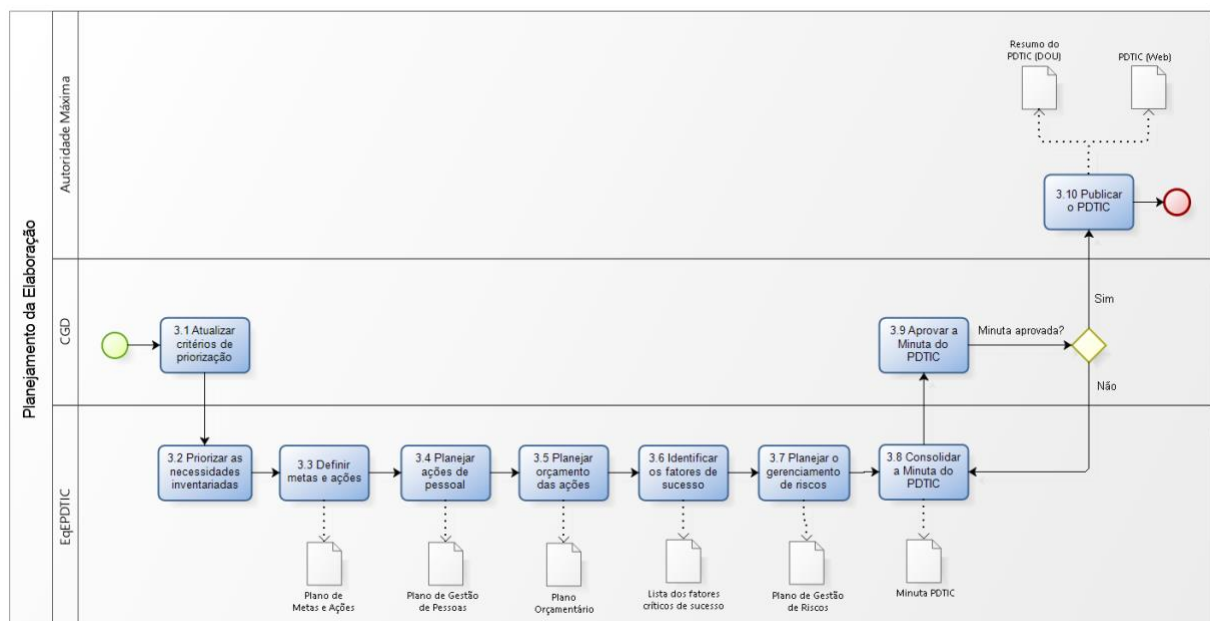 Planejamento da Elaboração
Autoridade Máxima
Resumo do
PDTIC (DOU)
PDTIC (Web)
3.10 Publicar
o PDTIC
CGD
3.1 Atualizar
critérios de
priorização
3.9 Aprovar a
Minuta do
PDTIC
Minuta aprovada?
Sim
Não
EqEPDTIC
3.2 Priorizar as
necessidades
inventariadas
3.3 Definir
metas e ações
3.4 Planejar
ações de
pessoal
3.5 Planejar
orçamento
das ações
3.6 Identificar
os fatores de
sucesso
3.7 Planejar o
gerenciamento
de riscos
3.8 Consolidar
a Minuta do
PDTIC
Plano de
Metas e Ações
Plano de Gestão
de Pessoas
Plano
Orçamentário
Lista dos fatores
críticos de sucesso
Plano de Gestão
de Riscos
Minuta PDTIC